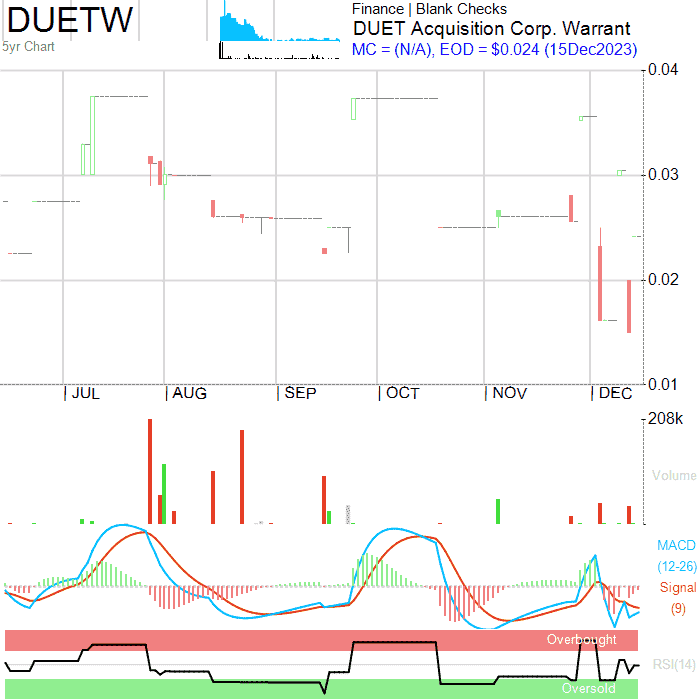 DUETW
5yr Chart
Finance | Blank Checks
DUET Acquisition Corp. Warrant
MC = (N/A), EOD = $0.024 (15Dec2023)
0.04
0.03
0.02
0.01
| JUL | AUG | SEP | OCT | NOV | DEC
208k
Volume
MACD
(12-26)
Signal
(9)
Overbought
RSI(14)
Oversold